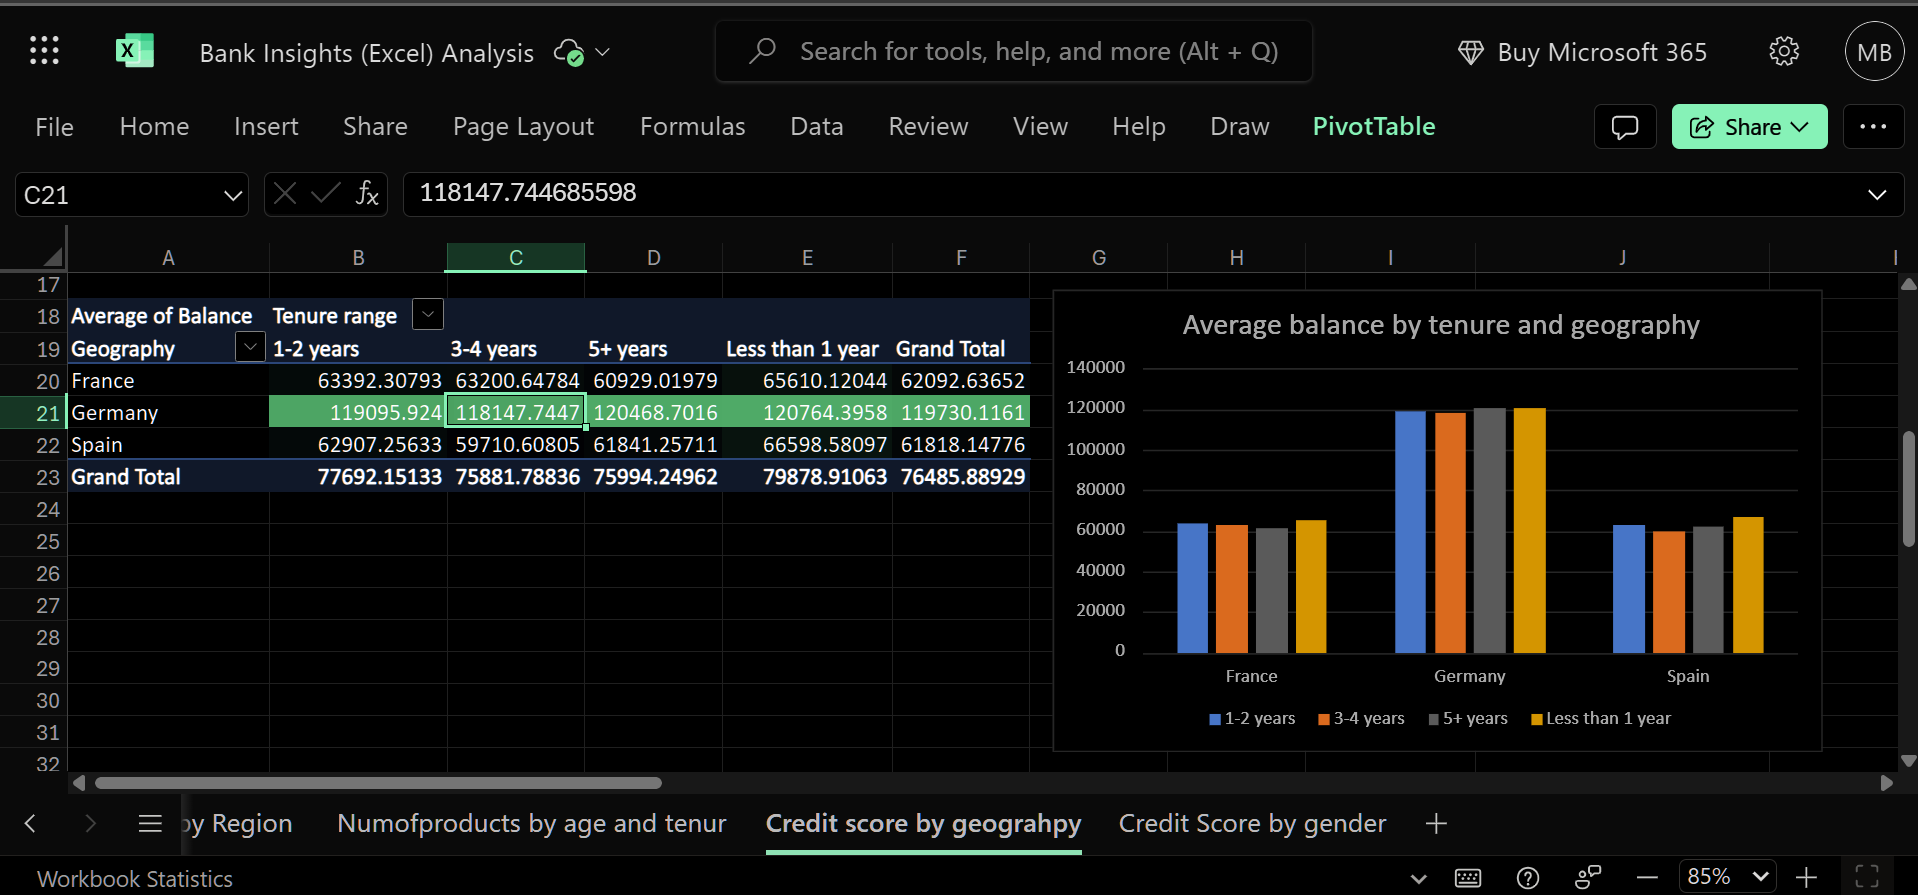 Bank Insights (Excel) Analysis
Search for tools, help, and more (Alt + Q)
Buy Microsoft 365
MB
File Home Insert Share Page Layout Formulas Data Review View Help Draw PivotTable
Share
C21
fx
118147.744685598
A B C D E F G H I J
17
18 Average of Balance Tenure range
19 Geography 1-2 years 3-4 years 5+ years Less than 1 year Grand Total
20 France 63392.30793 63200.64784 60929.01979 65610.12044 62092.63652
21 Germany 119095.924 118147.7447 120468.7016 120764.3958 119730.1161
22 Spain 62907.25633 59710.60805 61841.25711 66598.58097 61818.14776
23 Grand Total 77692.15133 75881.78836 75994.24962 79878.91063 76485.88929
24
25
26
27
28
29
30
31
32
Average balance by tenure and geography
140000
120000
100000
80000
60000
40000
20000
0
France Germany Spain
1-2 years 3-4 years 5+ years Less than 1 year
by Region Numofproducts by age and tenur Credit score by geograhpy Credit Score by gender
Workbook Statistics
85%